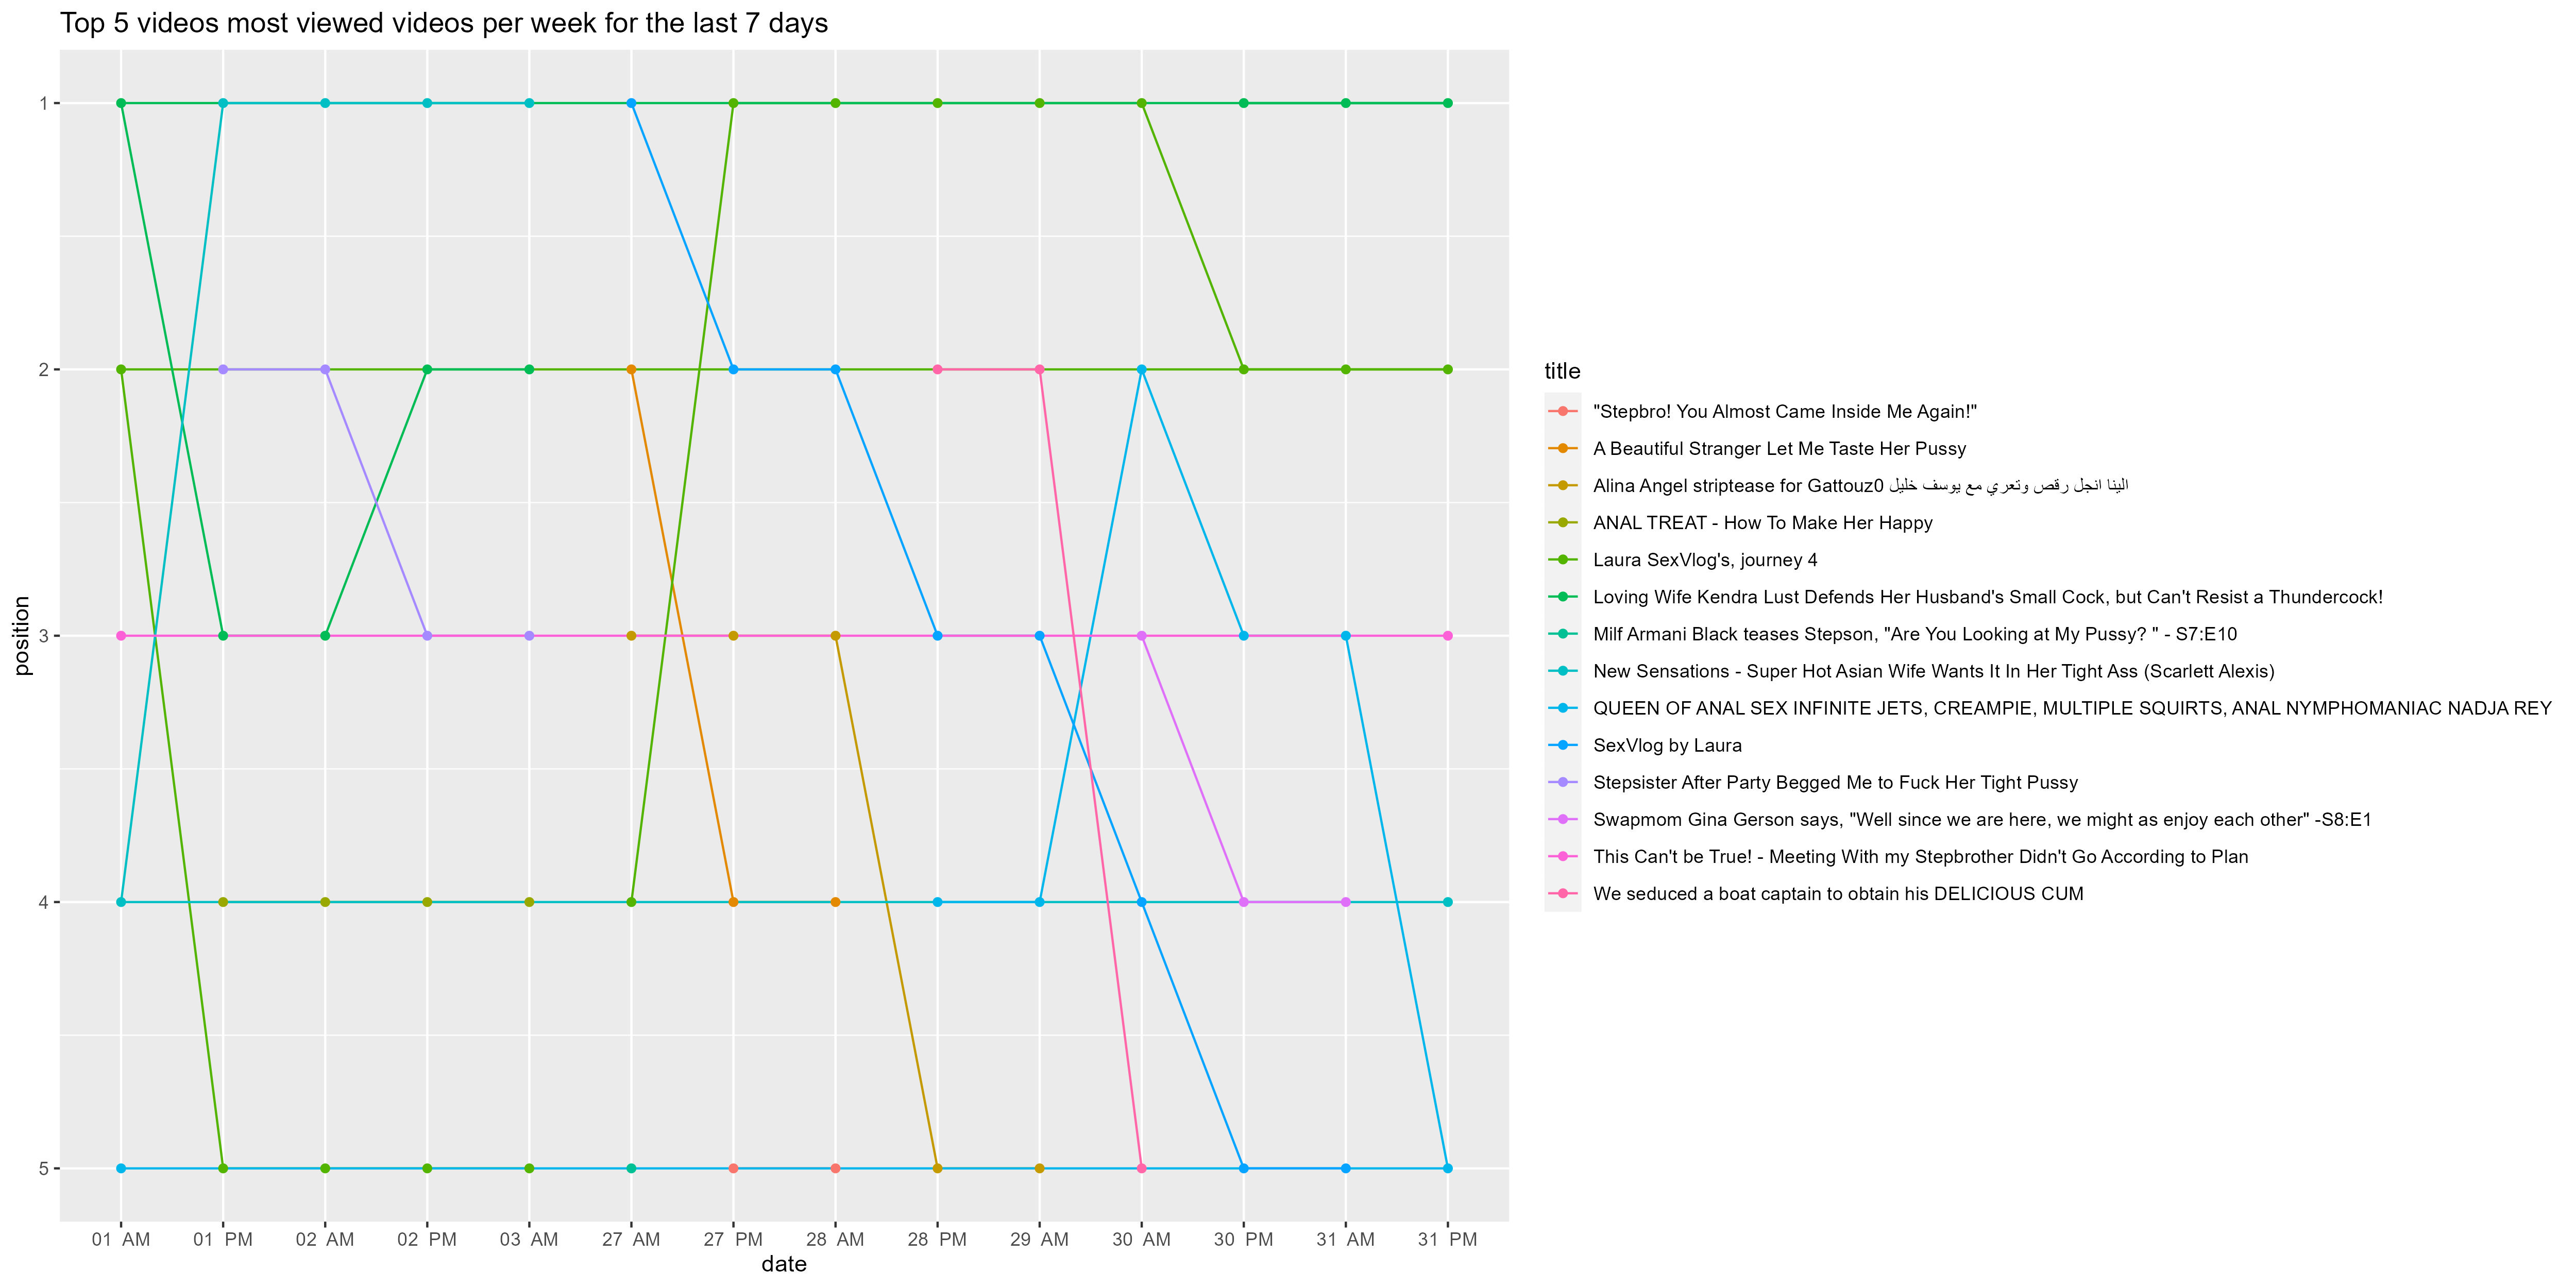 Top 5 videos most viewed videos per week for the last 7 days
position
1
2
3
4
5
01 AM 01 PM 02 AM 02 PM 03 AM 27 AM 27 PM 28 AM 28 PM 29 AM 30 AM 30 PM 31 AM 31 PM
date
title
"Stepbro! You Almost Came Inside Me Again!"
A Beautiful Stranger Let Me Taste Her Pussy
Alina Angel striptease for Gattouz0 الينا انجل رقص وتعري مع يوسف خليل
ANAL TREAT - How To Make Her Happy
Laura SexVlog's, journey 4
Loving Wife Kendra Lust Defends Her Husband's Small Cock, but Can't Resist a Thundercock!
Milf Armani Black teases Stepson, "Are You Looking at My Pussy? " - S7:E10
New Sensations - Super Hot Asian Wife Wants It In Her Tight Ass (Scarlett Alexis)
QUEEN OF ANAL SEX INFINITE JETS, CREAMPIE, MULTIPLE SQUIRTS, ANAL NYMPHOMANIAC NADJA REY
SexVlog by Laura
Stepsister After Party Begged Me to Fuck Her Tight Pussy
Swapmom Gina Gerson says, "Well since we are here, we might as enjoy each other" -S8:E1
This Can't be True! - Meeting With my Stepbrother Didn't Go According to Plan
We seduced a boat captain to obtain his DELICIOUS CUM